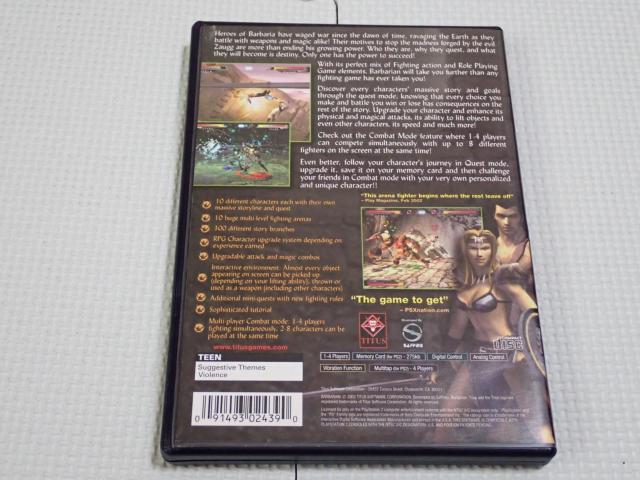 Heroes of Barbaria have waged war since the dawn of time, ravaging the Earth as they
battle with weapons and magic alike! Their motives to stop the madness forged by the evil
Zaugg are more than ending his growing power. Who they are, why they quest, and what
they will become is destiny. Only one has the power to succeed!
With its perfect mix of Fighting action and Role Playing
Game elements, Barbarian will take you further than any
fighting game has ever taken you!
Discover every characters' massive story and goals
through the quest mode, knowing that every choice you
make and battle you win or lose has consequences on the
rest of the story. Upgrade your character and enhance its
physical and magical attacks, its ability to lift objects and
even other characters, its speed and much more!
Check out the Combat Mode feature where 1-4 players
can compete simultaneously with up to 8 different
fighters on the screen at the same time!
Even better, follow your character's journey in Quest mode,
upgrade it, save it on your memory card and then challenge
your friends in Combat mode with your very own personalized
and unique character!!
10 different characters each with their own
massive storyline and quest
10 huge multi-level fighting arenas
300 different story branches
RPG Character upgrade system depending on
experience earned
Upgradable attack and magic combos
Interactive environment: Almost every object
appearing on screen can be picked up
(depending on your lifting ability), thrown or
used as a weapon (including other characters)
Additional mini-quests with new fighting rules
Sophisticated tutorial
Multi-player Combat mode: 1-4 players
fighting simultaneously, 2-8 characters can be
played at the same time
www.titusgames.com
"This arena fighter begins where the rest leave off"
- Play Magazine, Feb 2002
"The game to get"
- PSXnation.com
TITUS
SAFFIRE
COMPACT
DISC
TEEN
Suggestive Themes
Violence
1-4 Players
Memory Card (for PS2) - 275KB
Digital Control
Analog Control
Vibration Function
Multitap (for PS2) - 4 Players
0 91493 02439 0